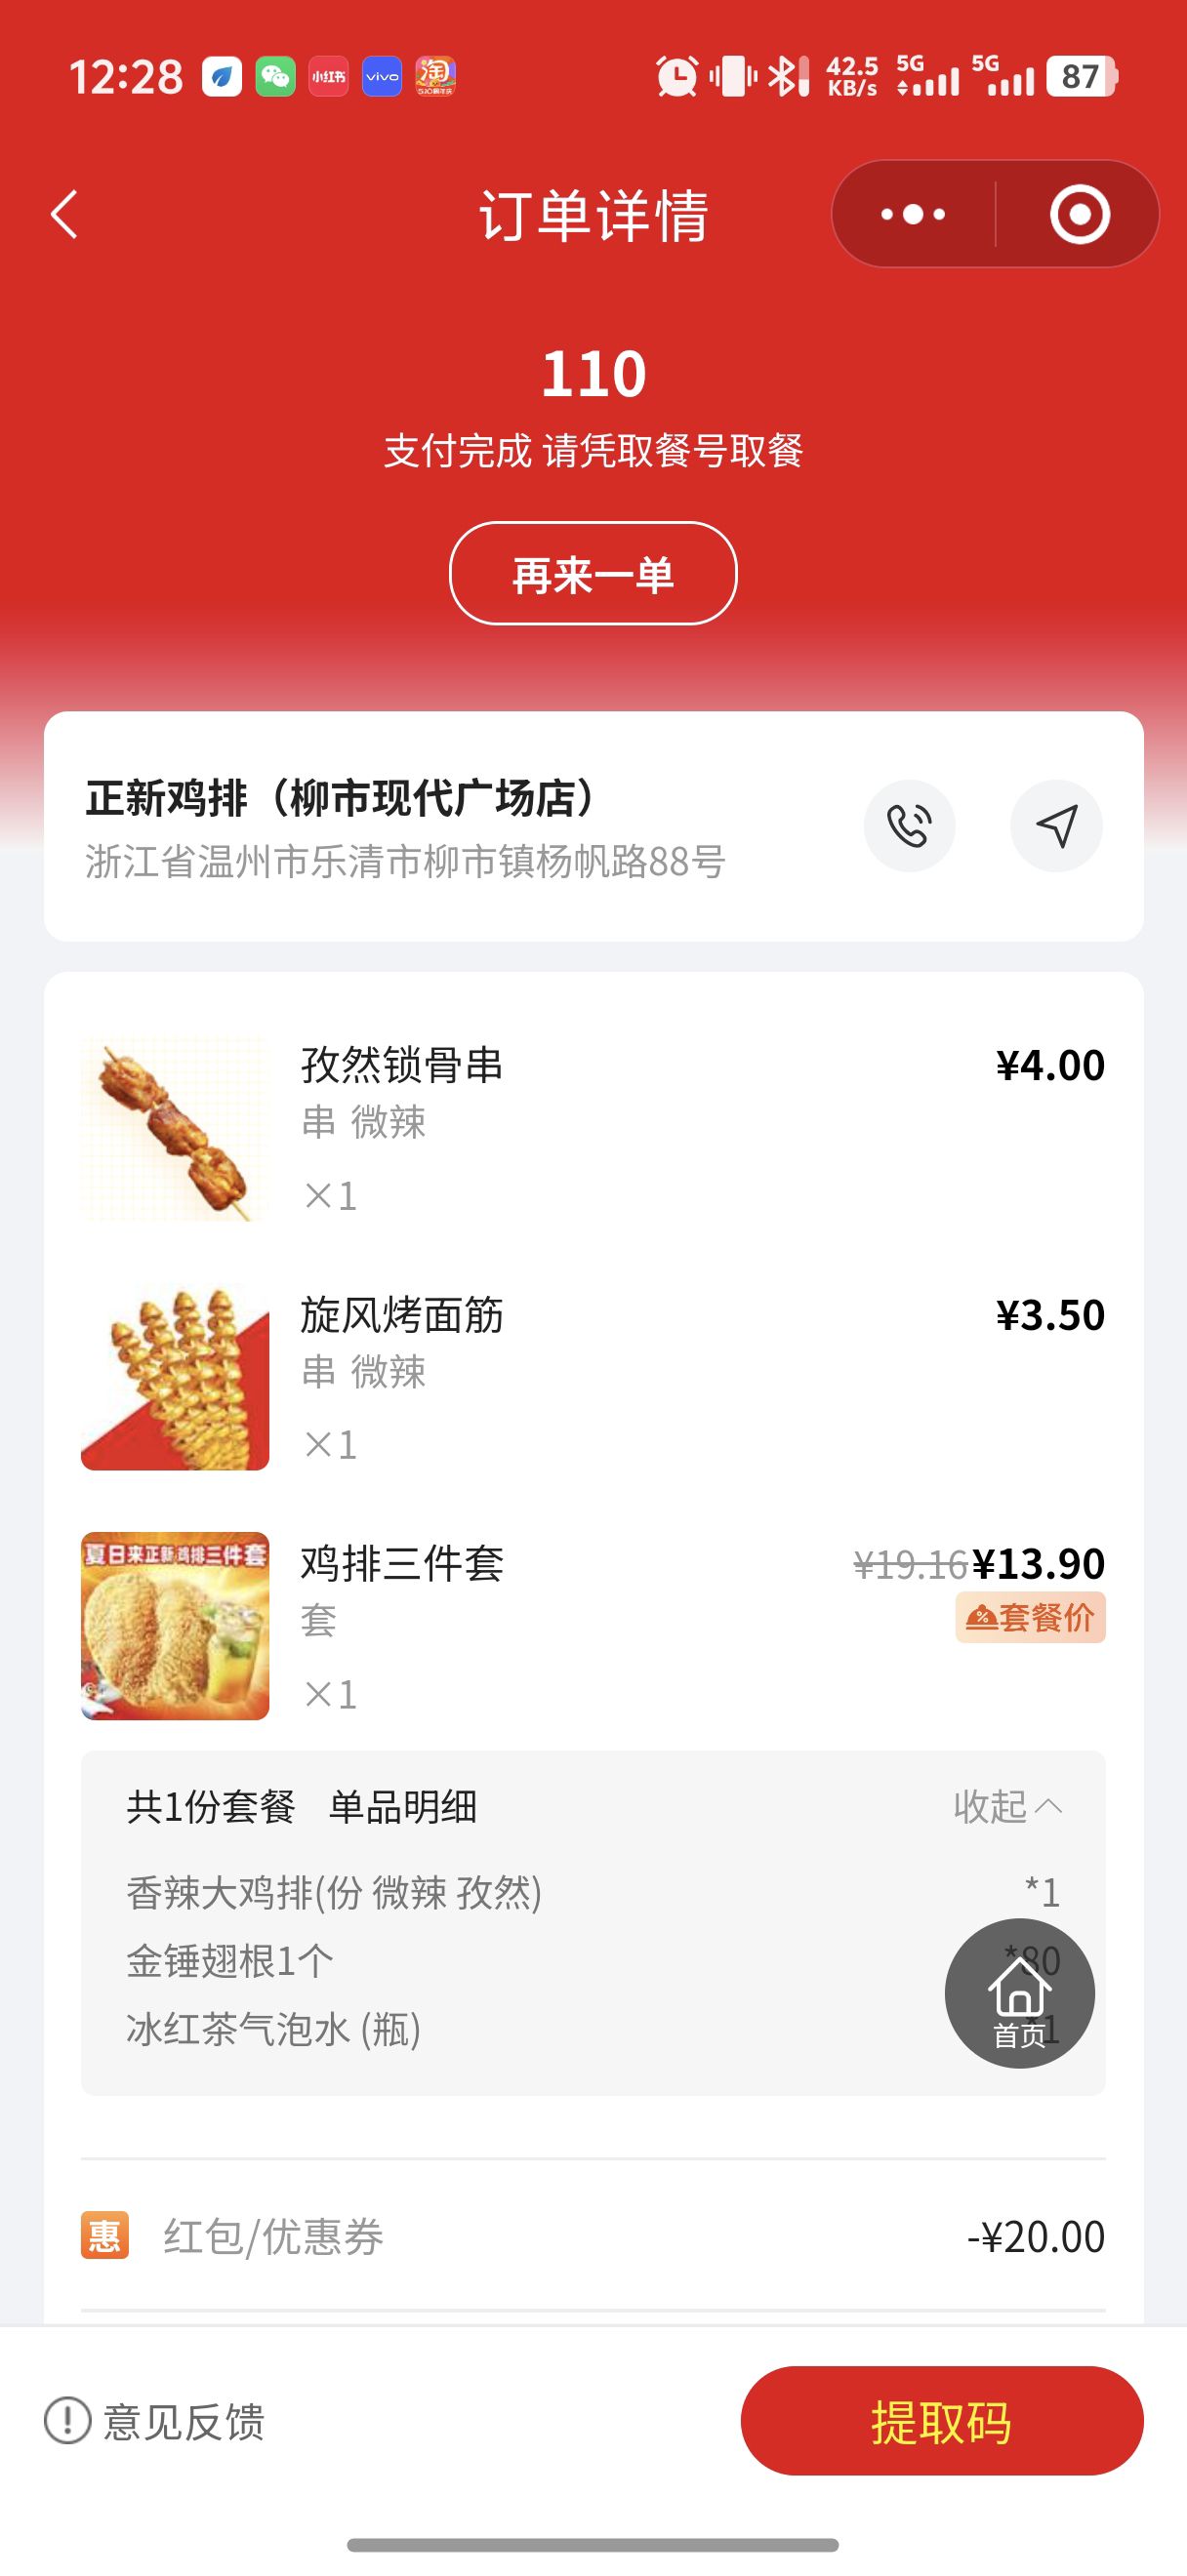 12:28 小红书 vivo 淘 42.5 KB/s 5G 5G 87
订单详情
110
支付完成 请凭取餐号取餐
再来一单
正新鸡排（柳市现代广场店）
浙江省温州市乐清市柳市镇杨帆路88号
孜然锁骨串 ¥4.00
串 微辣
×1
旋风烤面筋 ¥3.50
串 微辣
×1
夏日来正新 鸡排三件套
鸡排三件套 ¥19.16 ¥13.90
套 套餐价
×1
共1份套餐 单品明细 收起
香辣大鸡排(份 微辣 孜然) *1
金锤翅根1个 *80
冰红茶气泡水 (瓶) *1
首页
惠 红包/优惠券 -¥20.00
意见反馈 提取码